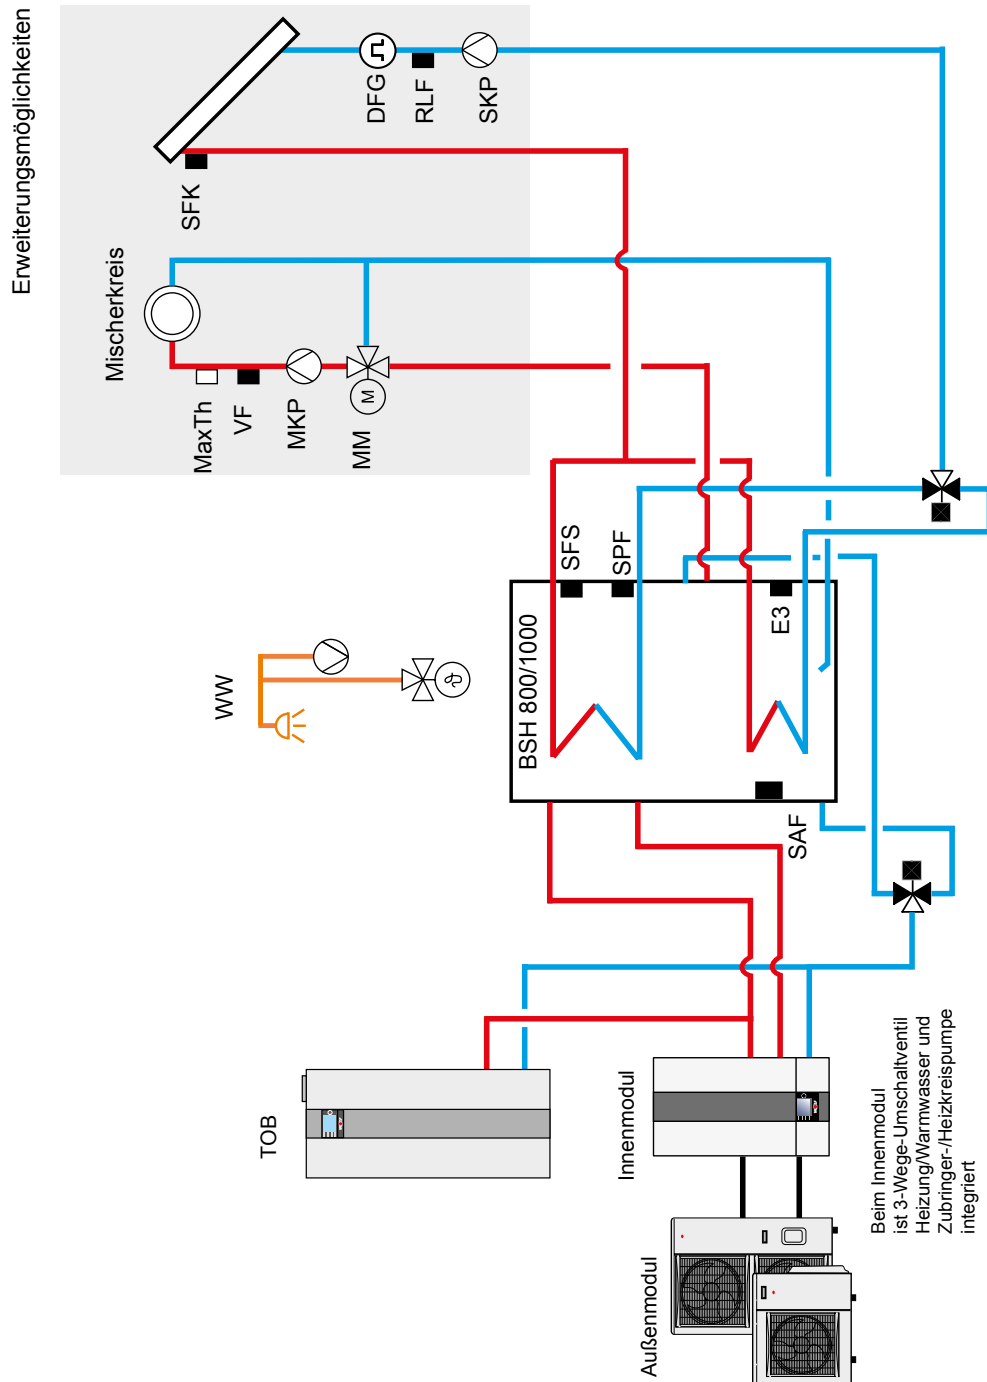 Erweiterungsmöglichkeiten
SFK
DFG
RLF
SKP
Mischerkreis
MaxTh
VF
MKP
MM
M
WW
BSH 800/1000
SFS
SPF
E3
SAF
ϑ
TOB
Innenmodul
Außenmodul
Beim Innenmodul
ist 3-Wege-Umschaltventil
Heizung/Warmwasser und
Zubringer-/Heizkreispumpe
integriert